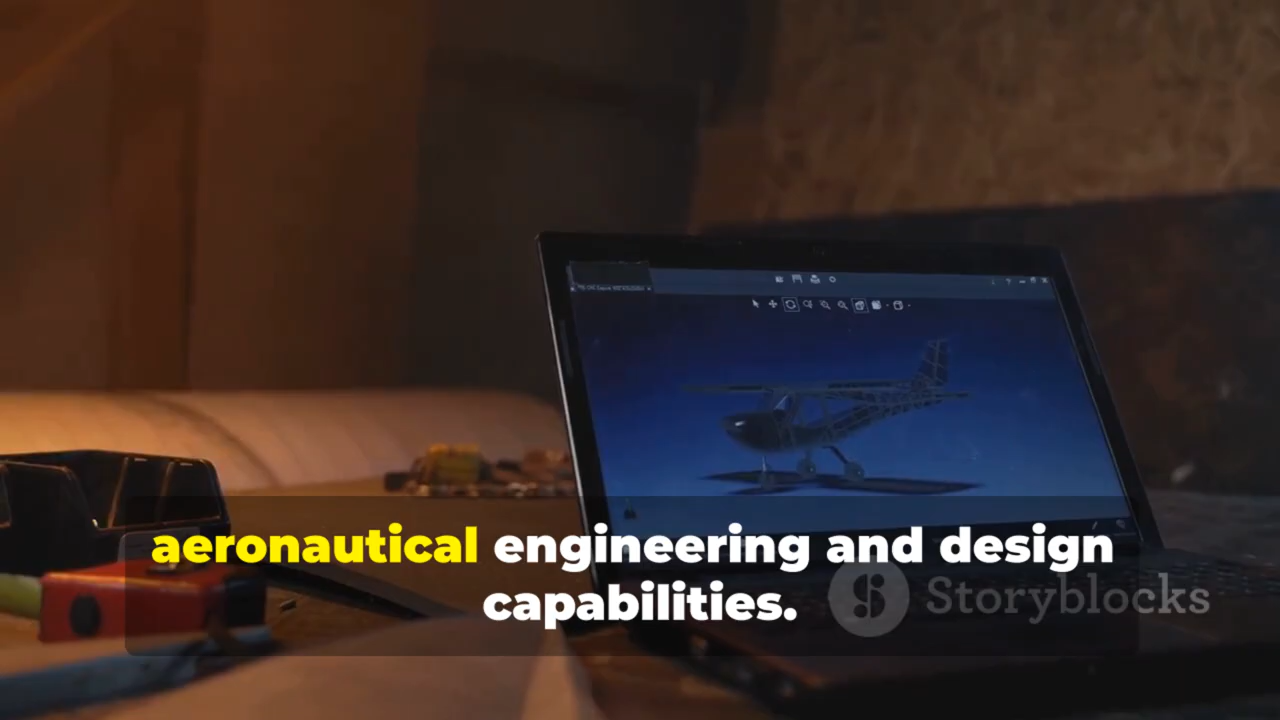 aeronautical engineering and design
capabilities.
Storyblocks